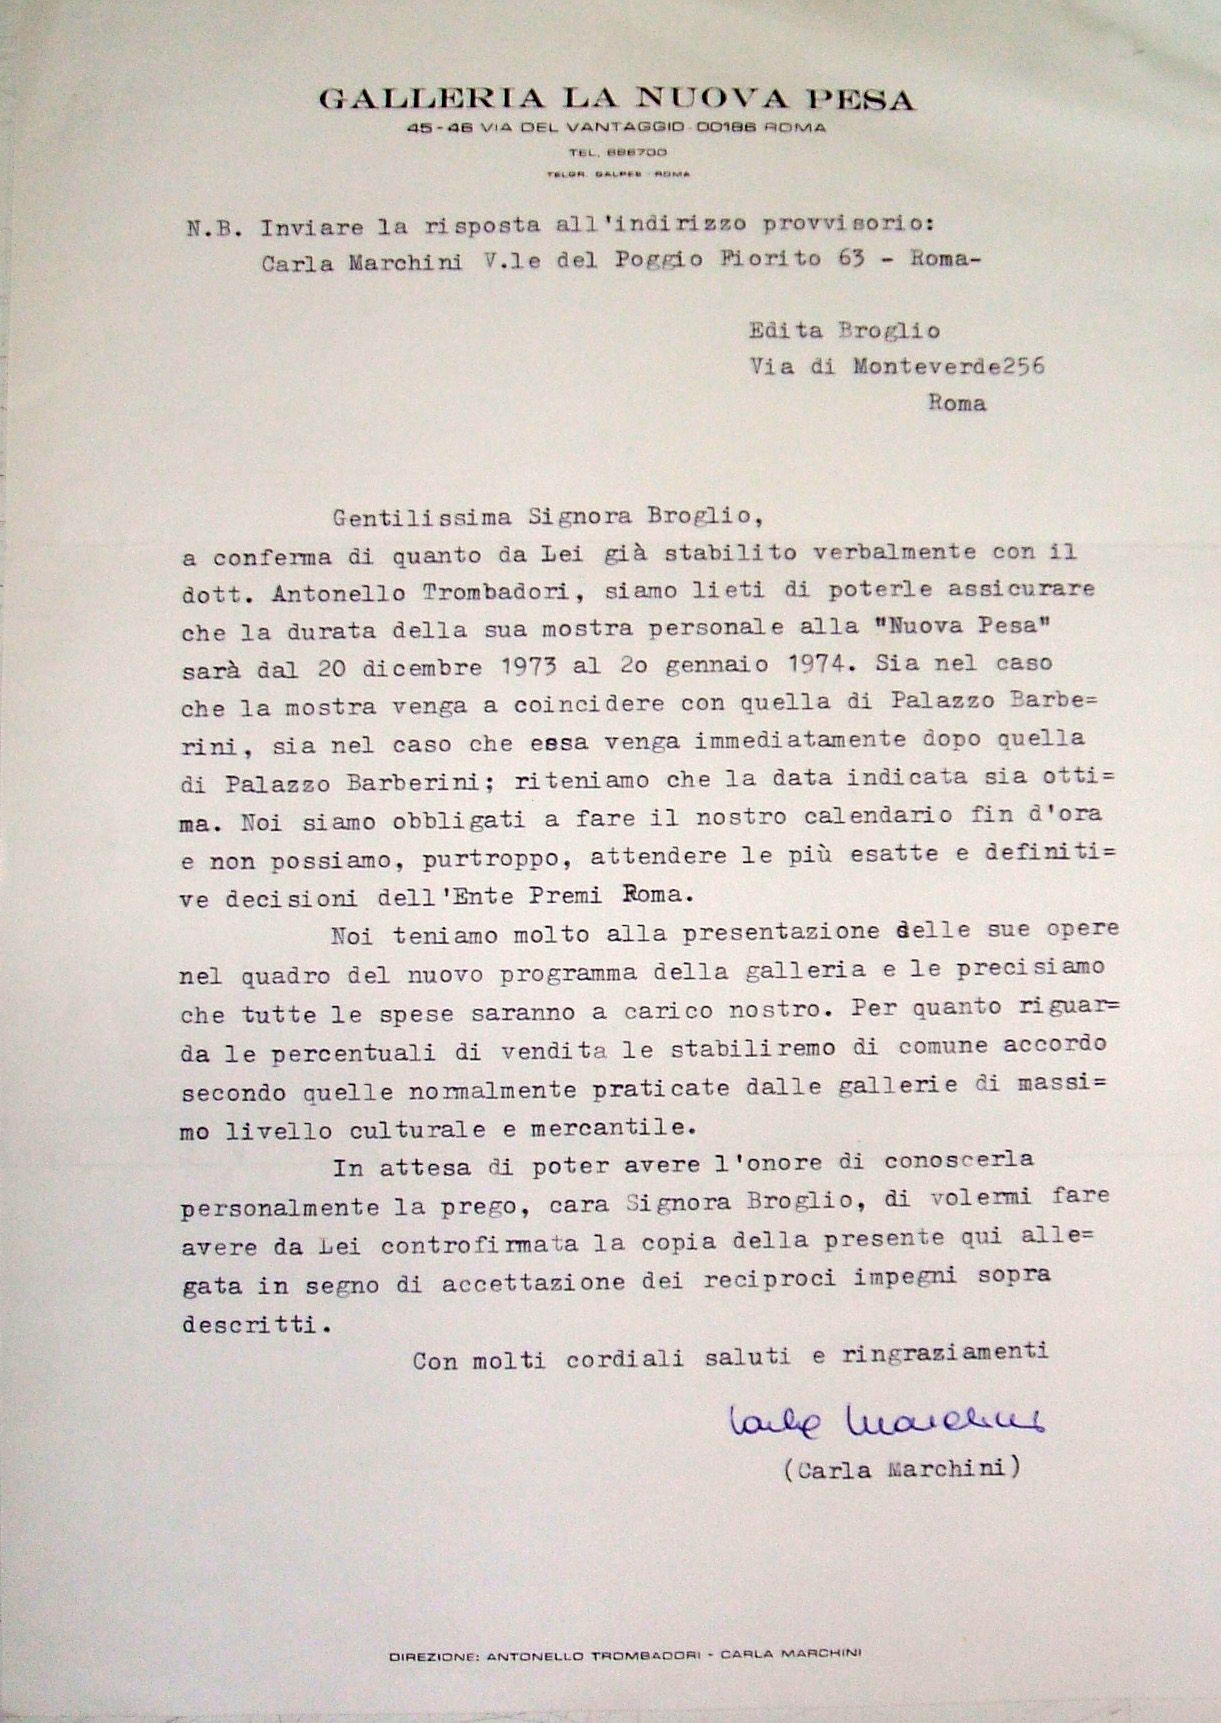 GALLERIA LA NUOVA PESA
45-46 VIA DEL VANTAGGIO 00186 ROMA
TEL. 686700
TELGR. GALPES ROMA
N.B. Inviare la risposta all'indirizzo provvisorio:
Carla Marchini V.le del Poggio Fiorito 63 - Roma-
Edita Broglio
Via di Monteverde256
Roma
Gentilissima Signora Broglio,
a conferma di quanto da Lei già stabilito verbalmente con il
dott. Antonello Trombadori, siamo lieti di poterle assicurare
che la durata della sua mostra personale alla "Nuova Pesa"
sarà dal 20 dicembre 1973 al 2o gennaio 1974. Sia nel caso
che la mostra venga a coincidere con quella di Palazzo Barbe=
rini, sia nel caso che essa venga immediatamente dopo quella
di Palazzo Barberini; riteniamo che la data indicata sia otti=
ma. Noi siamo obbligati a fare il nostro calendario fin d'ora
e non possiamo, purtroppo, attendere le più esatte e definiti=
ve decisioni dell'Ente Premi Roma.
Noi teniamo molto alla presentazione delle sue opere
nel quadro del nuovo programma della galleria e le precisiamo
che tutte le spese saranno a carico nostro. Per quanto riguar=
da le percentuali di vendita le stabiliremo di comune accordo
secondo quelle normalmente praticate dalle gallerie di massi=
mo livello culturale e mercantile.
In attesa di poter avere l'onore di conoscerla
personalmente la prego, cara Signora Broglio, di volermi fare
avere da Lei controfirmata la copia della presente qui alle=
gata in segno di accettazione dei reciproci impegni sopra
descritti.
Con molti cordiali saluti e ringraziamenti
Carla Marchini
(Carla Marchini)
DIREZIONE: ANTONELLO TROMBADORI - CARLA MARCHINI